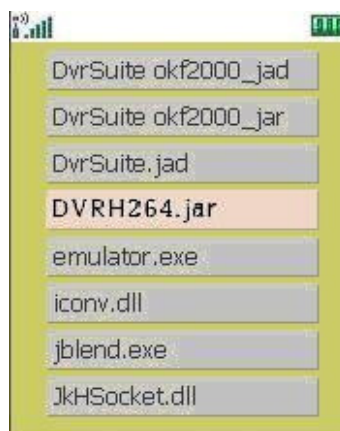 DvrSuite okf2000_jad
DvrSuite okf2000_jar
DvrSuite.jad
DVRH264.jar
emulator.exe
iconv.dll
jblend.exe
JkHSocket.dll